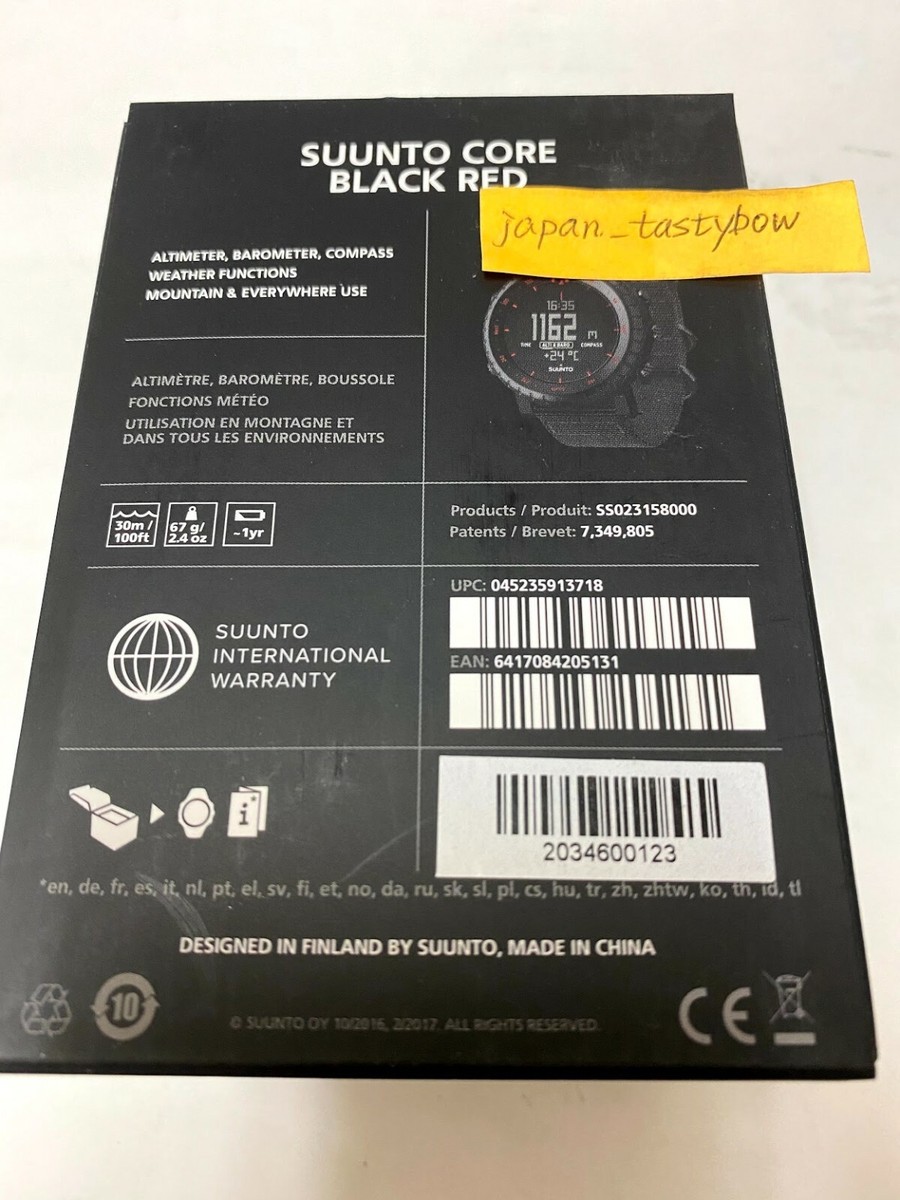 SUUNTO CORE
BLACK RED
japan_tastybow
ALTIMETER, BAROMETER, COMPASS
WEATHER FUNCTIONS
MOUNTAIN & EVERYWHERE USE
16:35
1162 m
TIME ALTI & BARO COMPASS
+24 °C
SUUNTO
ALTIMÈTRE, BAROMÈTRE, BOUSSOLE
FONCTIONS MÉTÉO
UTILISATION EN MONTAGNE ET
DANS TOUS LES ENVIRONNEMENTS
30m /
100ft
67 g/
2.4 oz
~1yr
Products / Produit: SS023158000
Patents / Brevet: 7,349,805
UPC: 045235913718
EAN: 6417084205131
SUUNTO
INTERNATIONAL
WARRANTY
i*
2034600123
*en, de, fr, es, it, nl, pt, el, sv, fi, et, no, da, ru, sk, sl, pl, cs, hu, tr, zh, zhtw, ko, th, id, tl
DESIGNED IN FINLAND BY SUUNTO, MADE IN CHINA
10
© SUUNTO OY 10/2016, 2/2017. ALL RIGHTS RESERVED.
CE